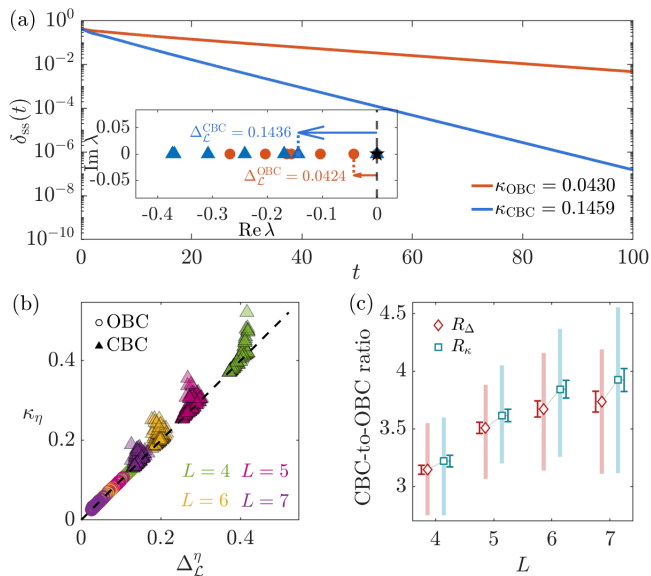 (a)
10^0
10^{-2}
10^{-4}
10^{-6}
10^{-8}
10^{-10}
δ_ss(t)
0.05
0
-0.05
Im λ
Δ_ℒ^CBC = 0.1436
Δ_ℒ^OBC = 0.0424
-0.4 -0.3 -0.2 -0.1 0
Re λ
κ_OBC = 0.0430
κ_CBC = 0.1459
0 20 40 60 80 100
t
(b)
OBC
CBC
0.4
0.2
0
κ_η
L = 4 L = 5
L = 6 L = 7
0 0.2 0.4
Δ_ℒ^η
(c)
R_Δ
R_κ
4.5
4
3.5
3
CBC-to-OBC ratio
4 5 6 7
L